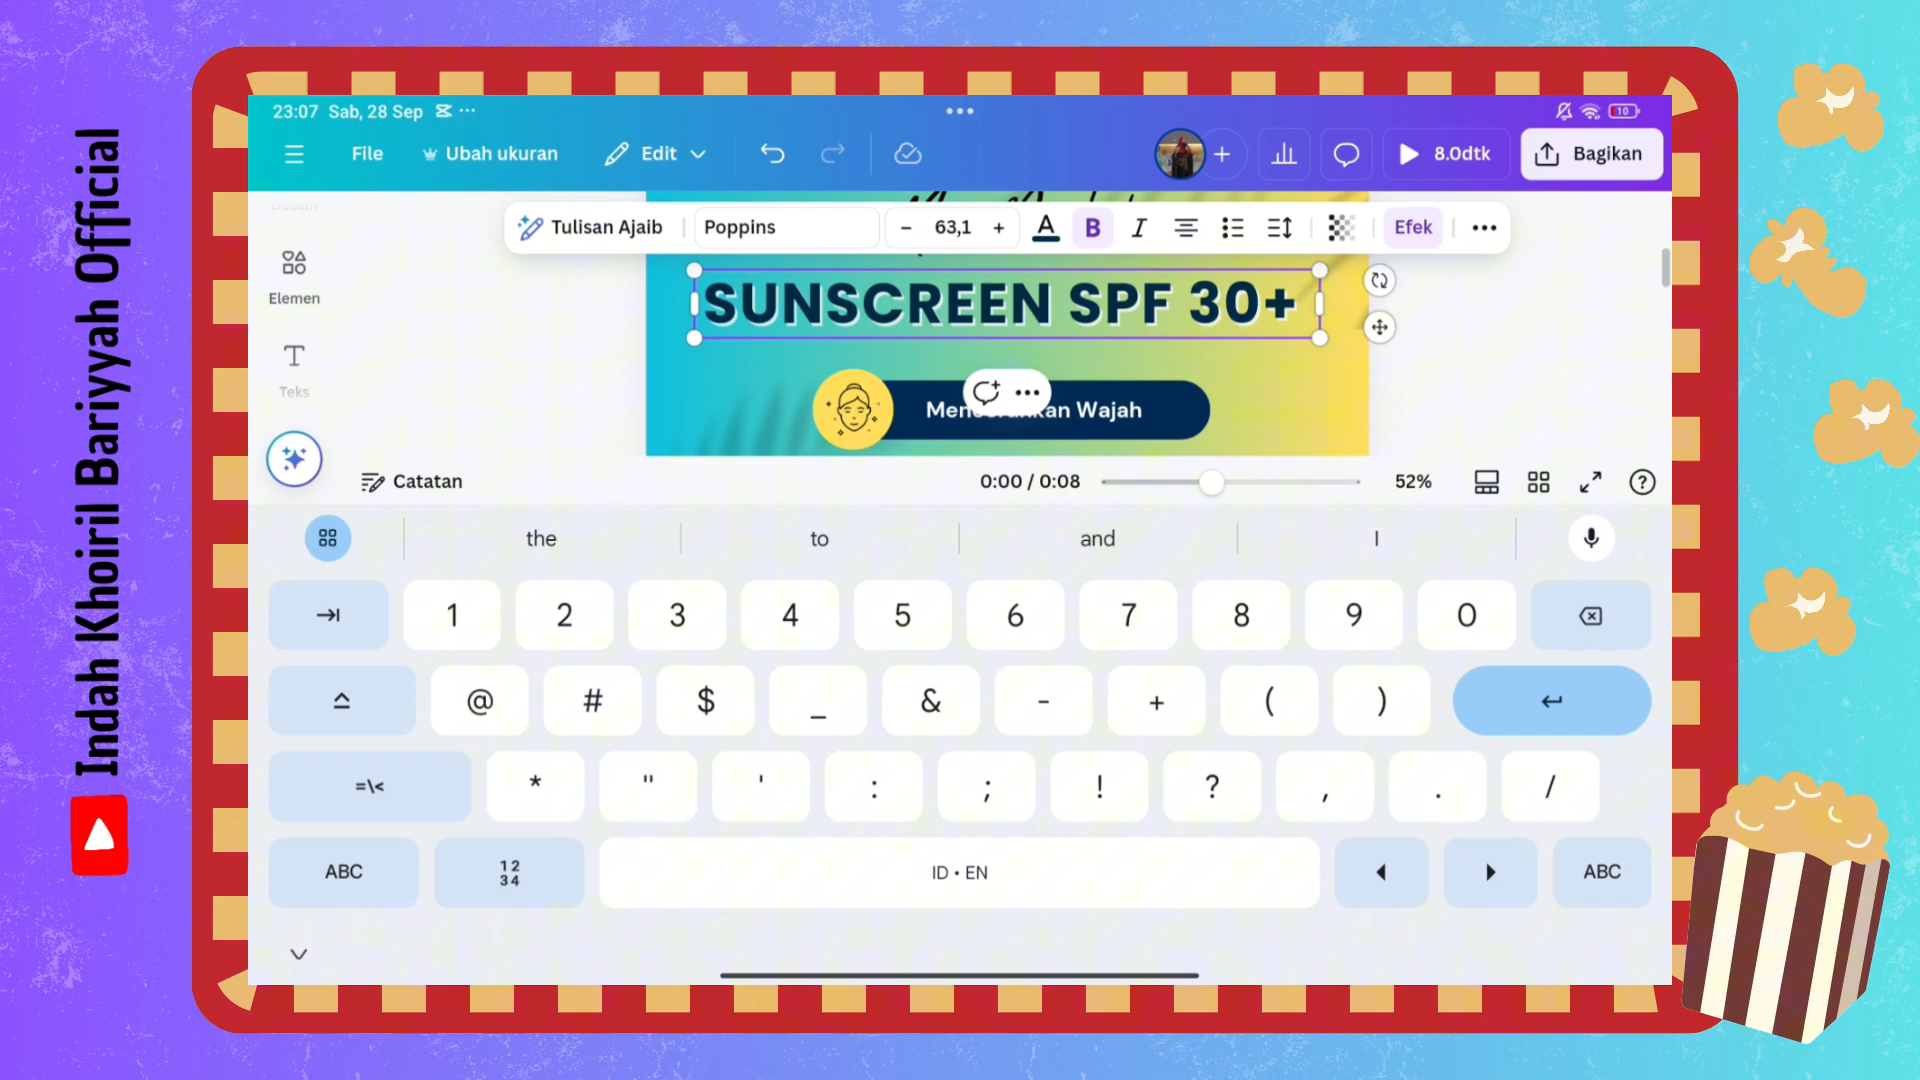 Indah Khoiril Bariyyah Official
23:07 Sab, 28 Sep
10
File
Ubah ukuran
Edit
8.0dtk
Bagikan
Desain
Elemen
Teks
Tulisan Ajaib
Poppins
– 63,1 +
A
B
I
Efek
SUNSCREEN SPF 30+
Wajah
Catatan
0:00 / 0:08
52%
the
to
and
I
1 2 3 4 5 6 7 8 9 0
@ # $ _ & - + ( )
=\< * " ' : ; ! ? , . /
ABC
12
34
ID • EN
ABC